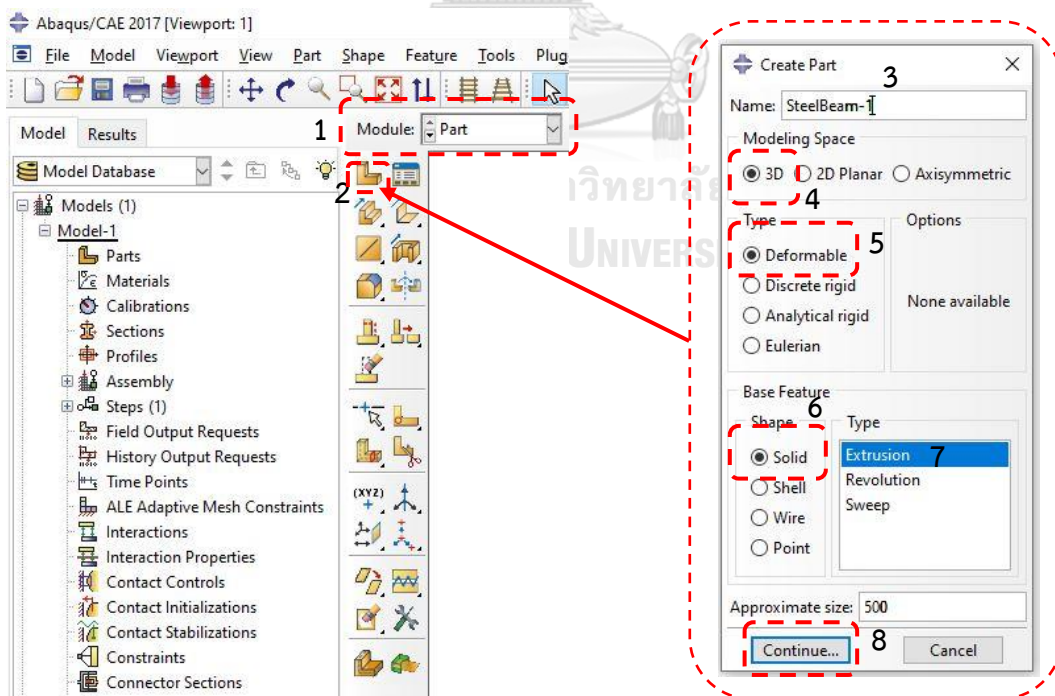 Abaqus/CAE 2017 [Viewport: 1]
File Model Viewport View Part Shape Feature Tools Plug
Model Results
1 Module: Part
Model Database
2
Models (1)
Model-1
Parts
Materials
Calibrations
Sections
Profiles
Assembly
Steps (1)
Field Output Requests
History Output Requests
Time Points
ALE Adaptive Mesh Constraints
Interactions
Interaction Properties
Contact Controls
Contact Initializations
Contact Stabilizations
Constraints
Connector Sections
(XYZ)
UNIVERS
Create Part
3
Name: SteelBeam-1
Modeling Space
3D 2D Planar Axisymmetric
4
Type
5
Deformable
Discrete rigid
Analytical rigid
Eulerian
Options
None available
Base Feature
6
Shape
Solid
Shell
Wire
Point
Type
Extrusion 7
Revolution
Sweep
Approximate size: 500
Continue... 8 Cancel